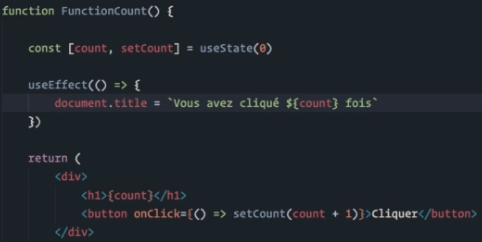 function FunctionCount() {
const [count, setCount] = useState(0)
useEffect(() => {
document.title = `Vous avez cliqué ${count} fois`
})
return (
<div>
<h1>{count}</h1>
<button onClick={() => setCount(count + 1)}>Cliquer</button>
</div>